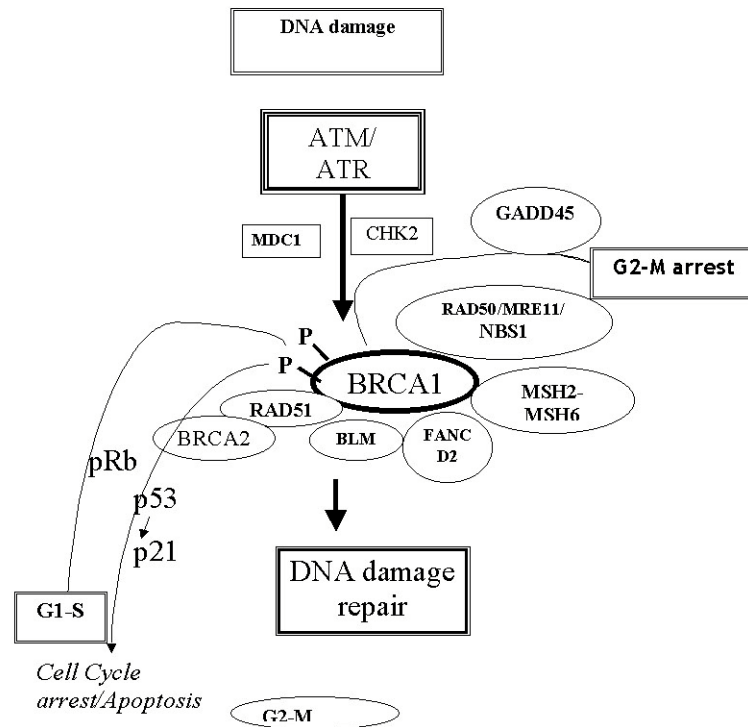 DNA damage
ATM/
ATR
GADD45
MDC1
CHK2
G2-M arrest
RAD50/MRE11/
NBS1
P
P
BRCA1
MSH2-
MSH6
RAD51
BRCA2
BLM
FANC
D2
pRb
p53
p21
DNA damage
repair
G1-S
Cell Cycle
arrest/Apoptosis
G2-M